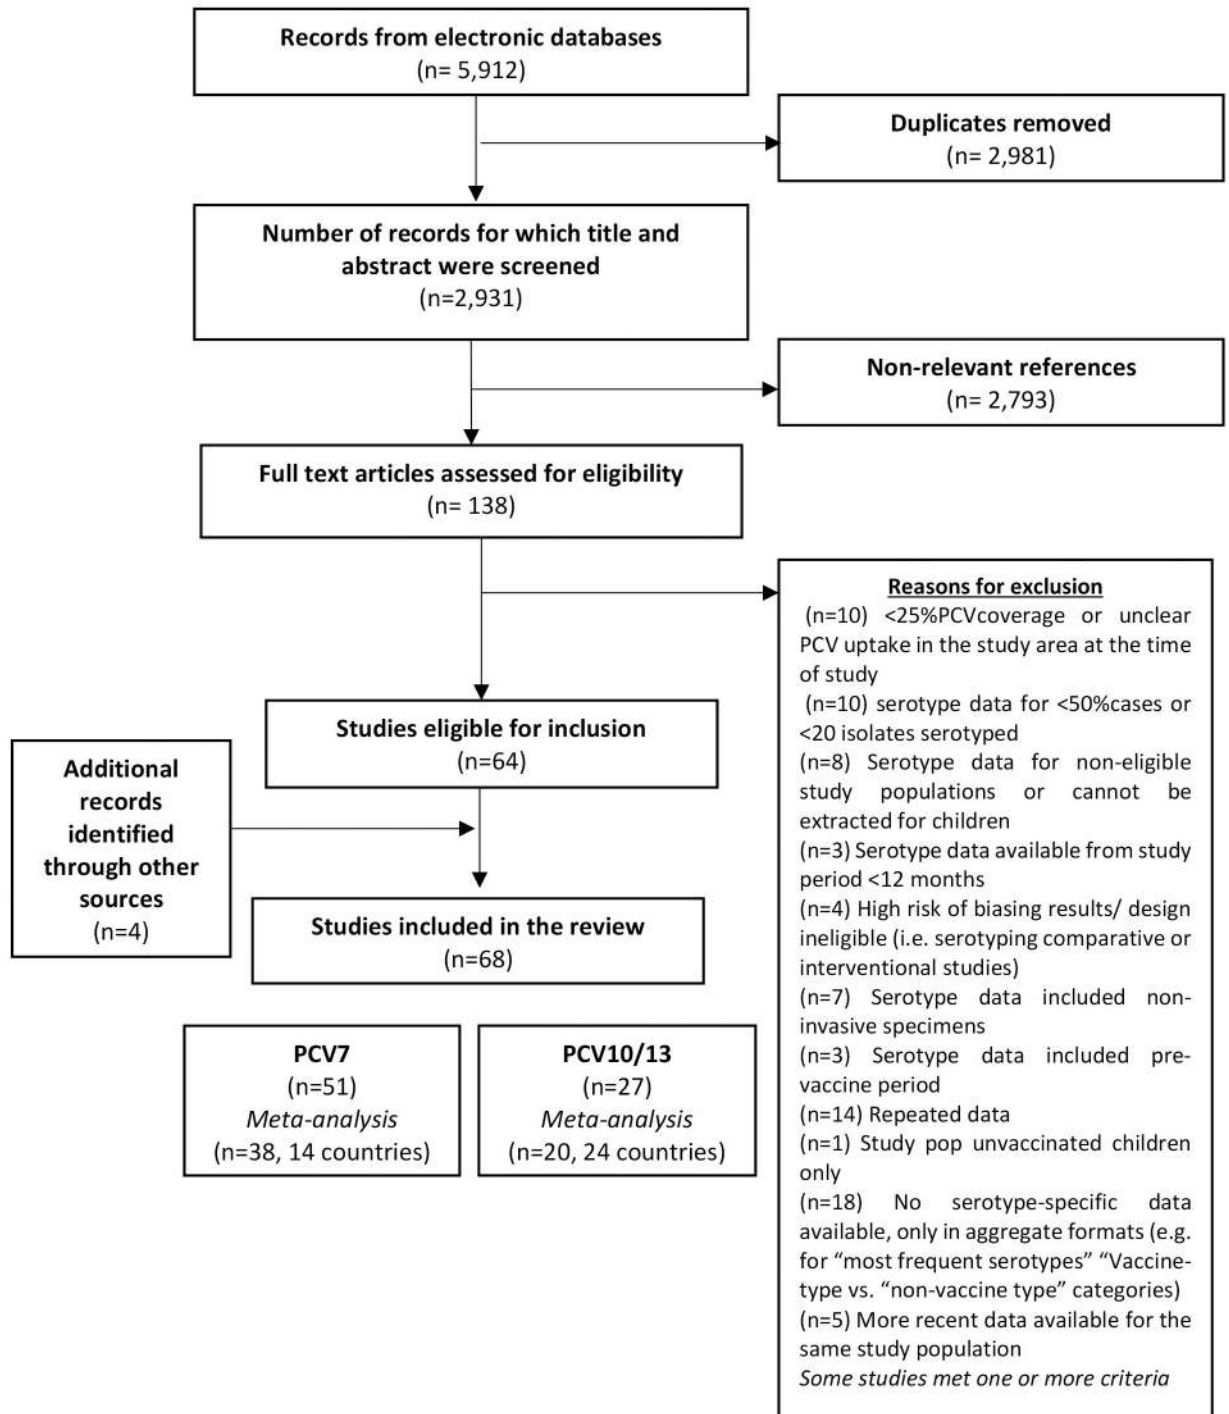 Records from electronic databases
(n= 5,912)
Duplicates removed
(n= 2,981)
Number of records for which title and
abstract were screened
(n=2,931)
Non-relevant references
(n= 2,793)
Full text articles assessed for eligibility
(n= 138)
Reasons for exclusion
(n=10) <25%PCVcoverage or unclear
PCV uptake in the study area at the time
of study
(n=10) serotype data for <50%cases or
<20 isolates serotyped
(n=8) Serotype data for non-eligible
study populations or cannot be
extracted for children
(n=3) Serotype data available from study
period <12 months
(n=4) High risk of biasing results/ design
ineligible (i.e. serotyping comparative or
interventional studies)
(n=7) Serotype data included non-
invasive specimens
(n=3) Serotype data included pre-
vaccine period
(n=14) Repeated data
(n=1) Study pop unvaccinated children
only
(n=18) No serotype-specific data
available, only in aggregate formats (e.g.
for “most frequent serotypes” “Vaccine-
type vs. “non-vaccine type” categories)
(n=5) More recent data available for the
same study population
Some studies met one or more criteria
Studies eligible for inclusion
(n=64)
Additional
records
identified
through other
sources
(n=4)
Studies included in the review
(n=68)
PCV7
(n=51)
Meta-analysis
(n=38, 14 countries)
PCV10/13
(n=27)
Meta-analysis
(n=20, 24 countries)